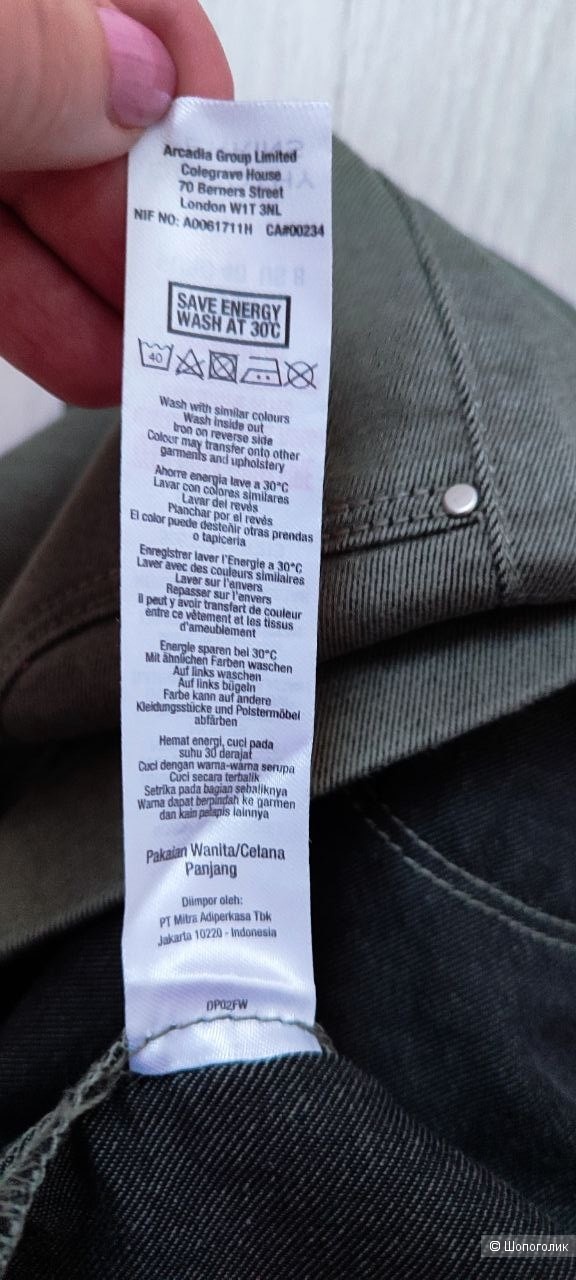 Arcadia Group Limited
Colegrave House
70 Berners Street
London W1T 3NL
NIF NO: A0061711H CA#00234
SAVE ENERGY
WASH AT 30C
40
Wash with similar colours
Wash inside out
Iron on reverse side
Colour may transfer onto other
garments and upholstery
Ahorre energia lave a 30°C
Lavar con colores similares
Lavar del revés
Planchar por el revés
El color puede desteñir otras prendas
o tapiceria
Enregistrer laver l'Energie a 30°C
Laver avec des couleurs similaires
Laver sur l'envers
Repasser sur l'envers
Il peut y avoir transfert de couleur
entre ce vêtement et les tissus
d'ameublement
Energie sparen bei 30°C
Mit ähnlichen Farben waschen
Auf links waschen
Auf links bügeln
Farbe kann auf andere
Kleidungsstücke und Polstermöbel
abfärben
Hemat energi, cuci pada
suhu 30 derajat
Cuci dengan warna-warna serupa
Cuci secara terbalik
Setrika pada bagian sebaliknya
Warna dapat berpindah ke garmen
dan kain pelapis lainnya
Pakaian Wanita/Celana
Panjang
Diimpor oleh:
PT Mitra Adiperkasa Tbk
Jakarta 10220 - Indonesia
DP02FW
© Шопоголик